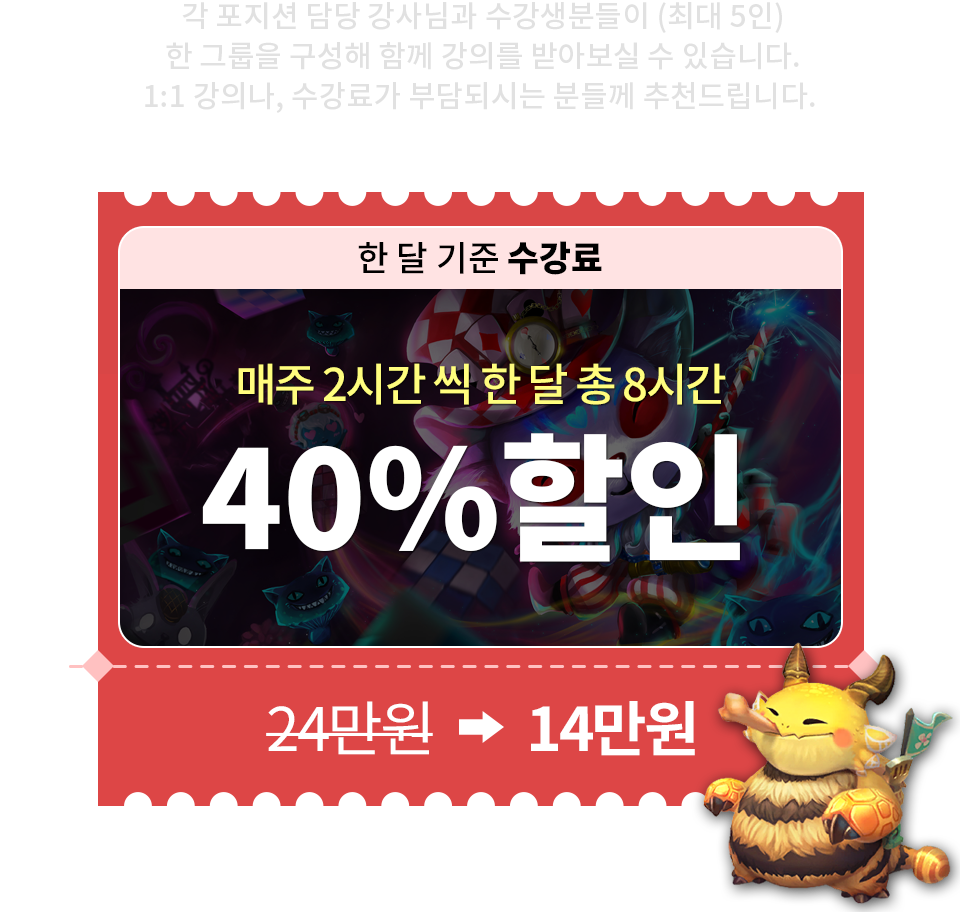 각 포지션 담당 강사님과 수강생분들이 (최대 5인)
한 그룹을 구성해 함께 강의를 받아보실 수 있습니다.
1:1 강의나, 수강료가 부담되시는 분들께 추천드립니다.
한 달 기준 수강료
매주 2시간 씩 한 달 총 8시간
40%할인
24만원 ➡ 14만원